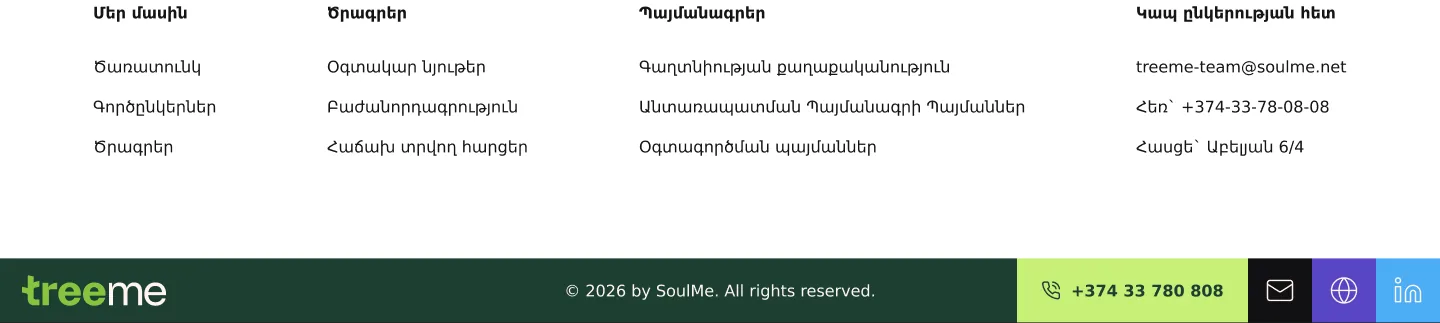 Մեր մասին
Ծառատունկ
Գործընկերներ
Ծրագրեր
Ծրագրեր
Օգտակար նյութեր
Բաժանորդագրություն
Հաճախ տրվող հարցեր
Պայմանագրեր
Գաղտնիության քաղաքականություն
Անտառապատման Պայմանագրի Պայմաններ
Օգտագործման պայմաններ
Կապ ընկերության հետ
treeme-team@soulme.net
Հեռ` +374-33-78-08-08
Հասցե` Աբելյան 6/4
treeme
© 2026 by SoulMe. All rights reserved.
+374 33 780 808
in